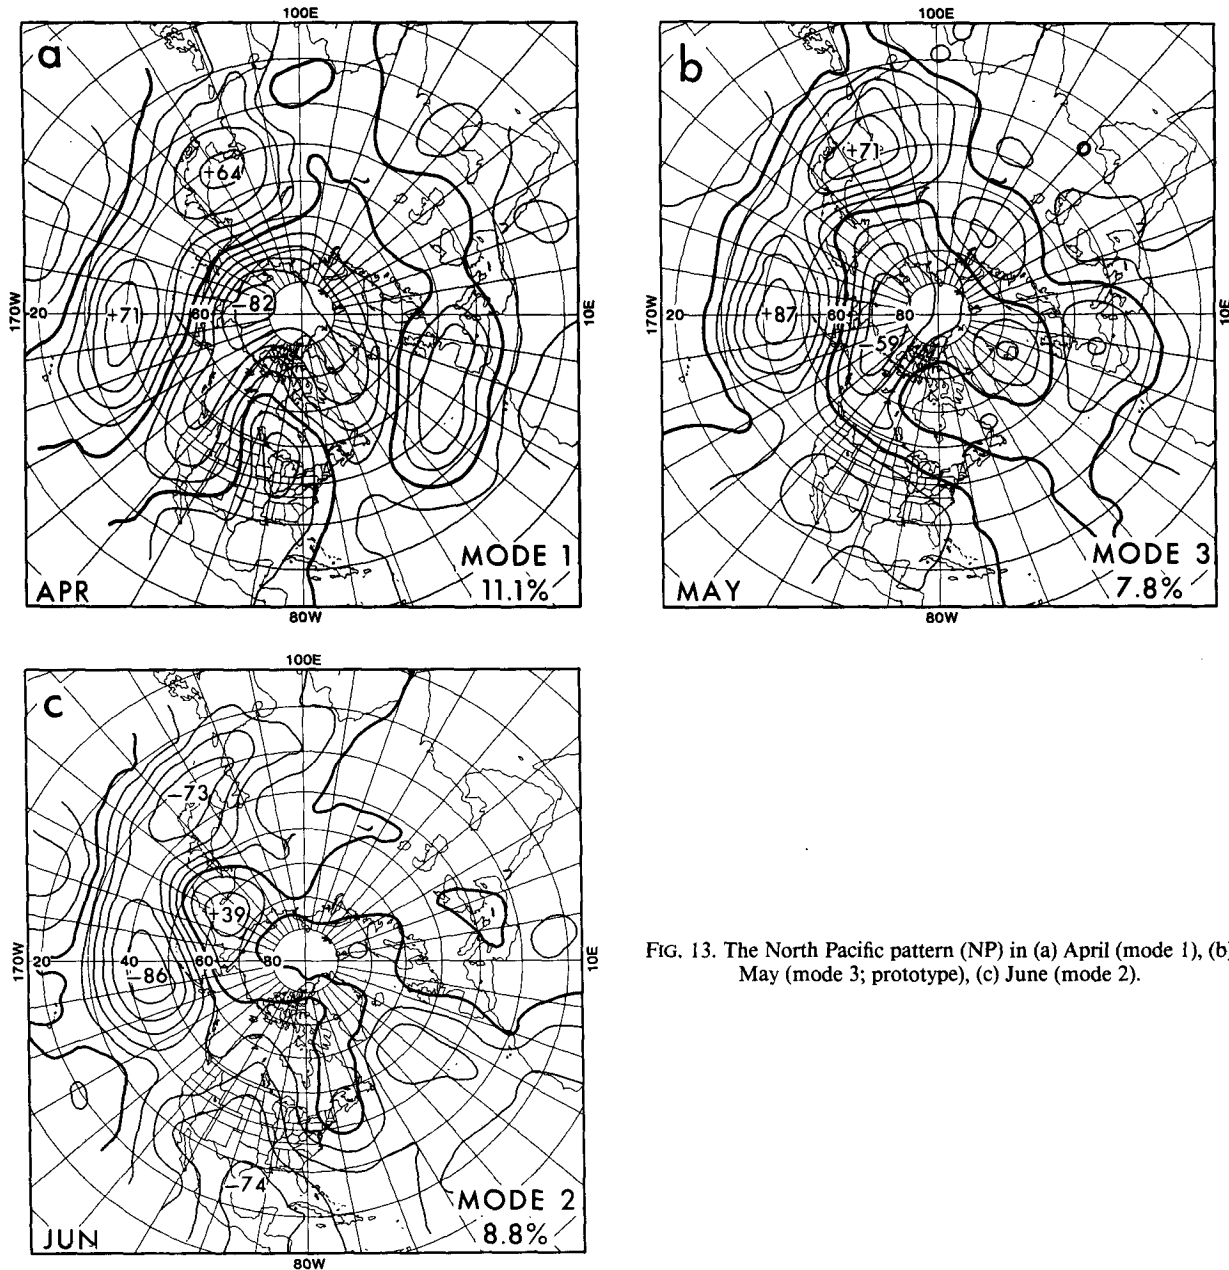 100E
a
+64
170W
20
+71
60
-82
10E
MODE 1
11.1%
APR
80W
100E
b
+71
170W
20
+87
60
80
-59
10E
MODE 3
7.8%
MAY
80W
100E
c
-73
+39
170W
20
40
60
80
-86
10E
-74
MODE 2
8.8%
JUN
80W
FIG. 13. The North Pacific pattern (NP) in (a) April (mode 1), (b)
May (mode 3; prototype), (c) June (mode 2).